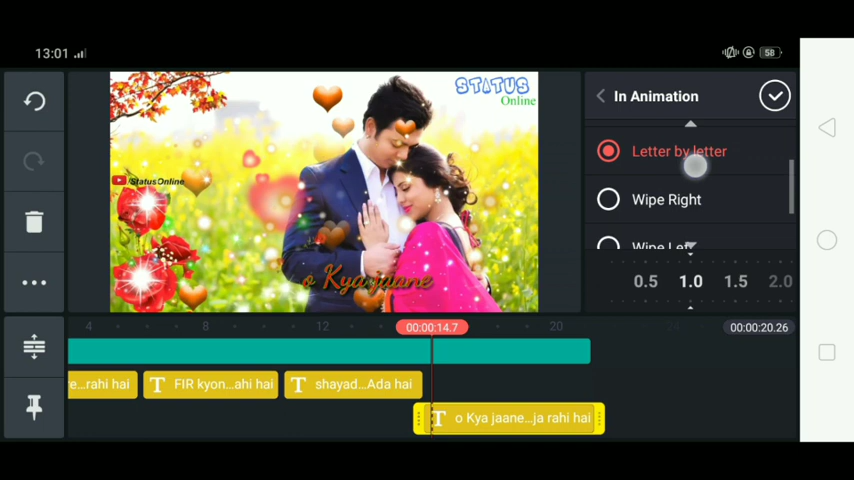 13:01
58
STATUS
Online
/StatusOnline
o Kya jaane
In Animation
Letter by letter
Wipe Right
Wipe Left
0.5 1.0 1.5 2.0
4 8 12 00:00:14.7 20 24 00:00:20.26
e...rahi hai
FIR kyon...ahi hai
shayad...Ada hai
o Kya jaane...ja rahi hai